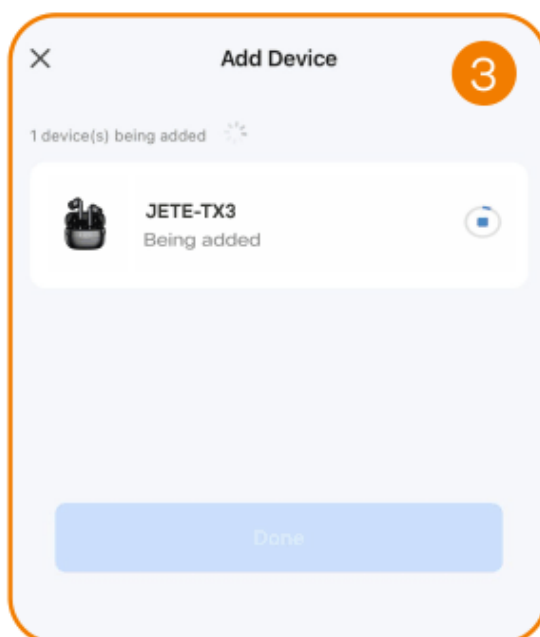 Add Device
3
1 device(s) being added
JETE-TX3
Being added
Done